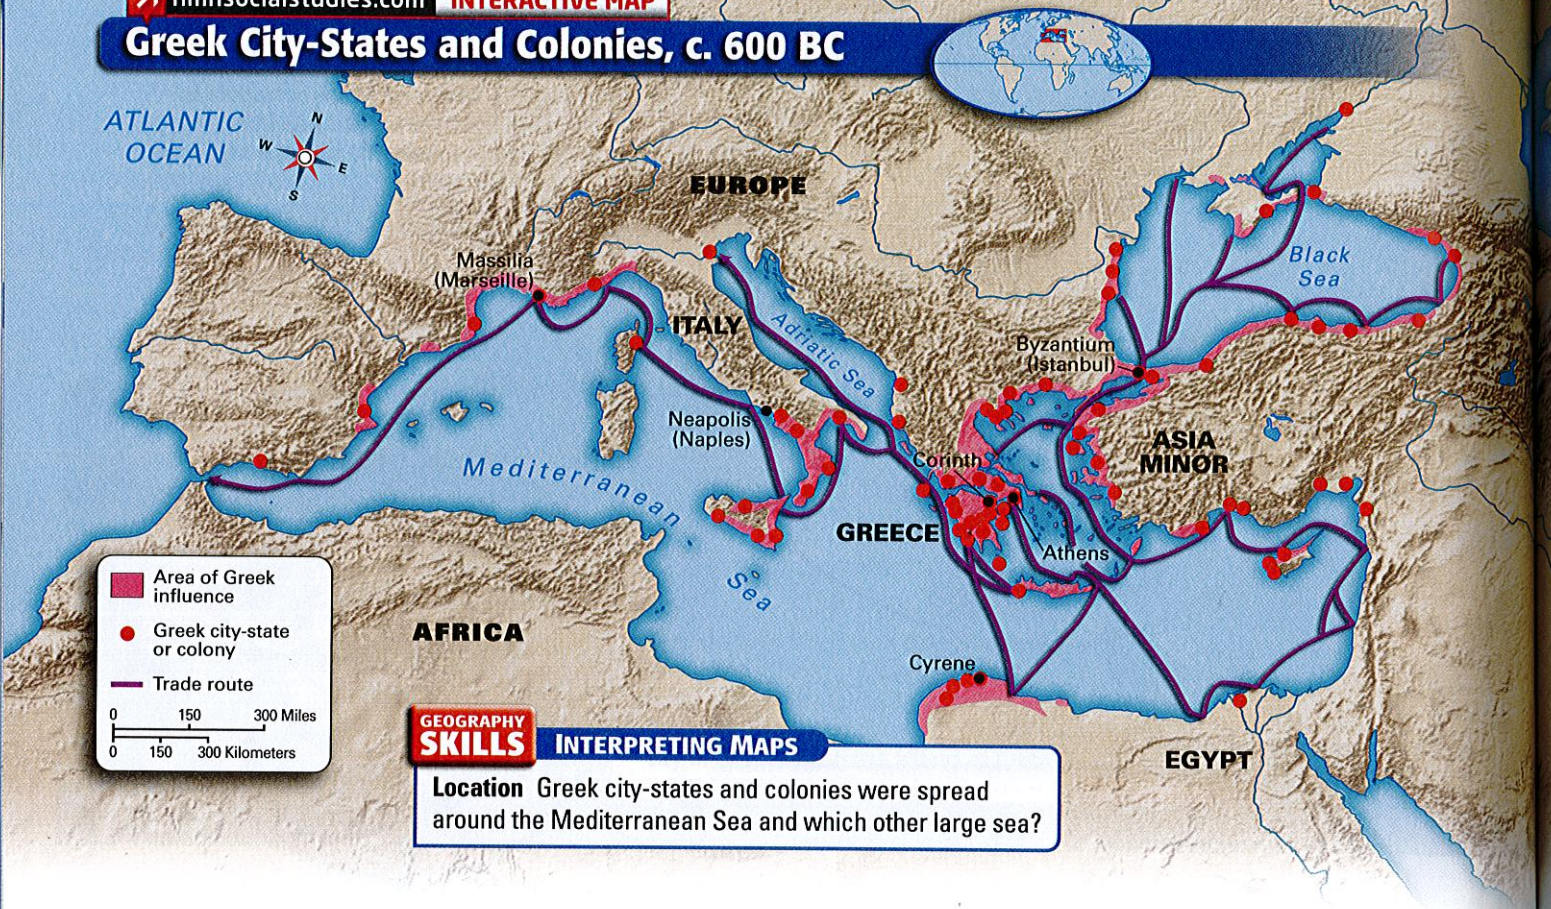 hmhsocialstudies.com INTERACTIVE MAP
Greek City-States and Colonies, c. 600 BC
ATLANTIC
OCEAN
N
W
E
S
EUROPE
Massilia
(Marseille)
ITALY
Adriatic Sea
Black
Sea
Byzantium
(Istanbul)
Neapolis
(Naples)
ASIA
MINOR
Corinth
Mediterranean
Sea
GREECE
Athens
AFRICA
Cyrene
EGYPT
Area of Greek
influence
Greek city-state
or colony
Trade route
0 150 300 Miles
0 150 300 Kilometers
GEOGRAPHY
SKILLS INTERPRETING MAPS
Location Greek city-states and colonies were spread
around the Mediterranean Sea and which other large sea?